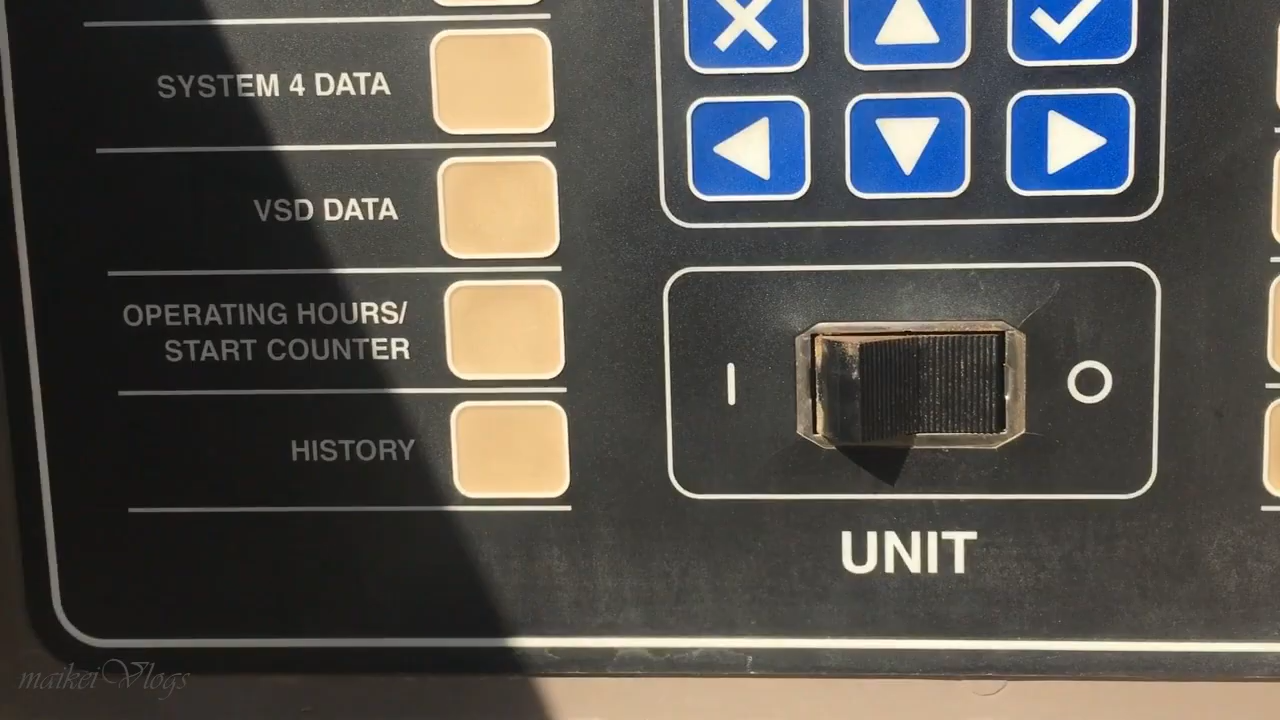 SYSTEM 4 DATA
VSD DATA
OPERATING HOURS/
START COUNTER
HISTORY
I
O
UNIT
maikeiVlogs